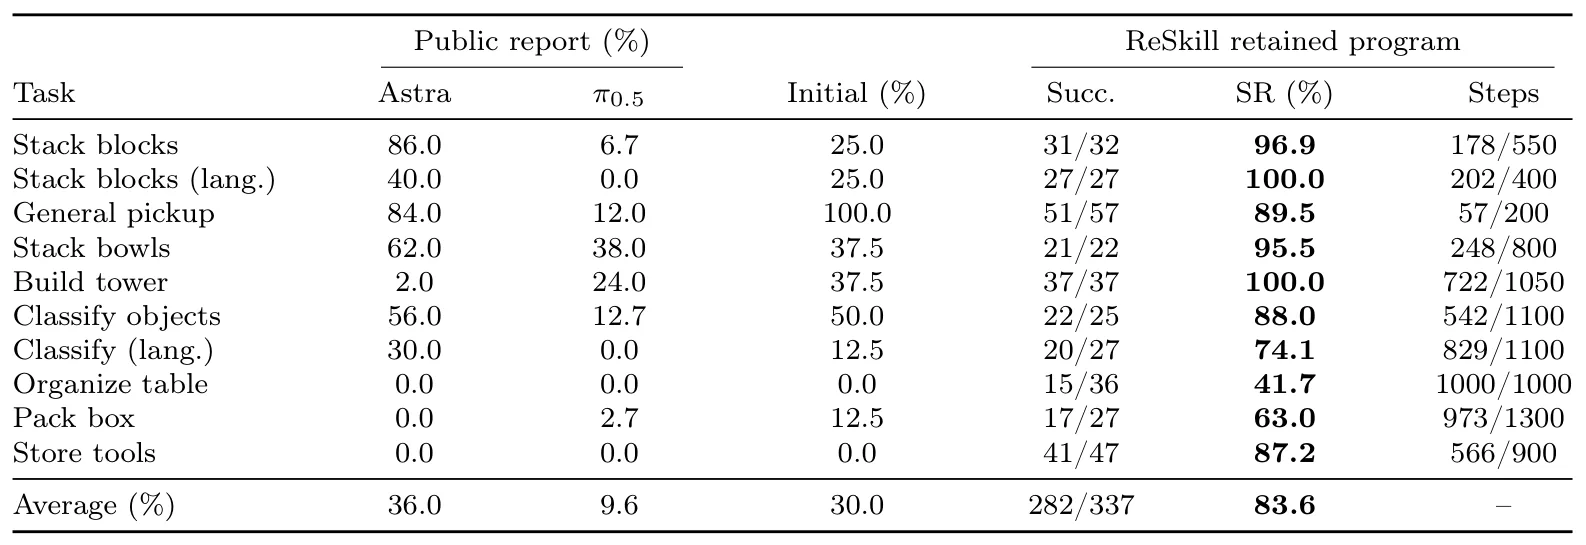 Public report (%) ReSkill retained program
Task Astra π0.5 Initial (%) Succ. SR (%) Steps
Stack blocks 86.0 6.7 25.0 31/32 96.9 178/550
Stack blocks (lang.) 40.0 0.0 25.0 27/27 100.0 202/400
General pickup 84.0 12.0 100.0 51/57 89.5 57/200
Stack bowls 62.0 38.0 37.5 21/22 95.5 248/800
Build tower 2.0 24.0 37.5 37/37 100.0 722/1050
Classify objects 56.0 12.7 50.0 22/25 88.0 542/1100
Classify (lang.) 30.0 0.0 12.5 20/27 74.1 829/1100
Organize table 0.0 0.0 0.0 15/36 41.7 1000/1000
Pack box 0.0 2.7 12.5 17/27 63.0 973/1300
Store tools 0.0 0.0 0.0 41/47 87.2 566/900
Average (%) 36.0 9.6 30.0 282/337 83.6 –